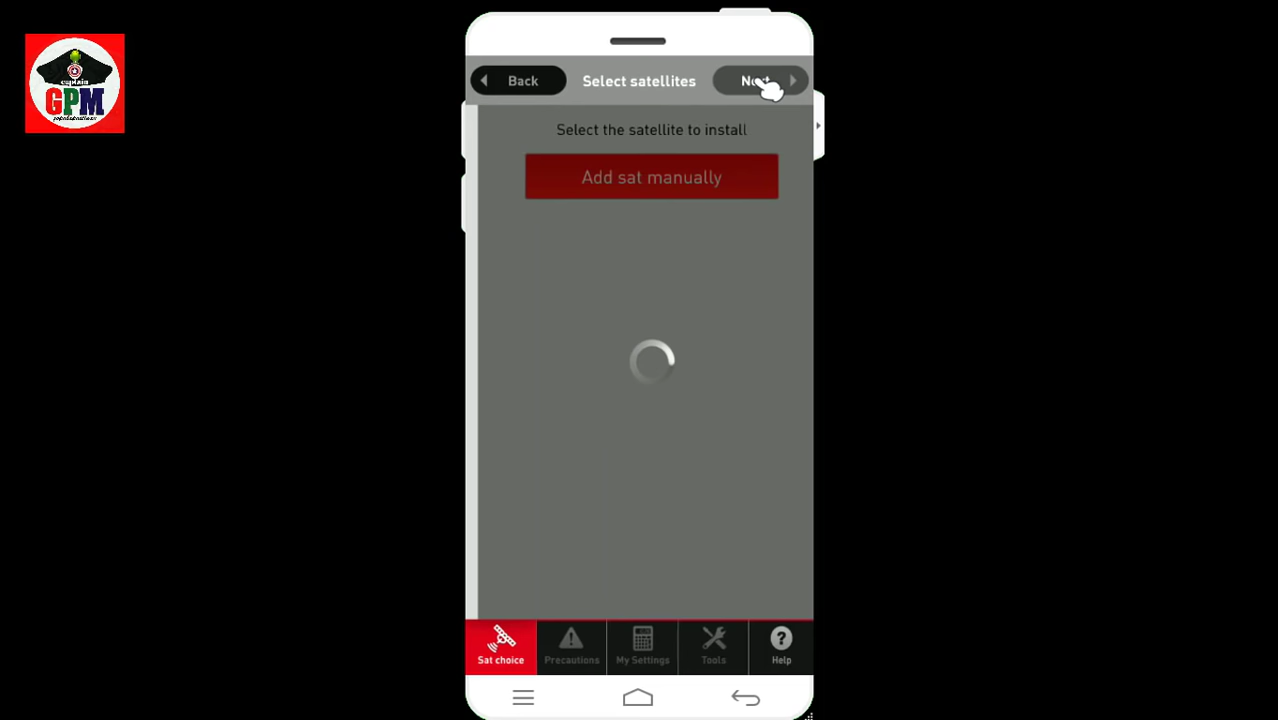 captain
GPM
Back
Select satellites
Select the satellite to install
Add sat manually
Sat choice
Precautions
My Settings
Tools
?
Help